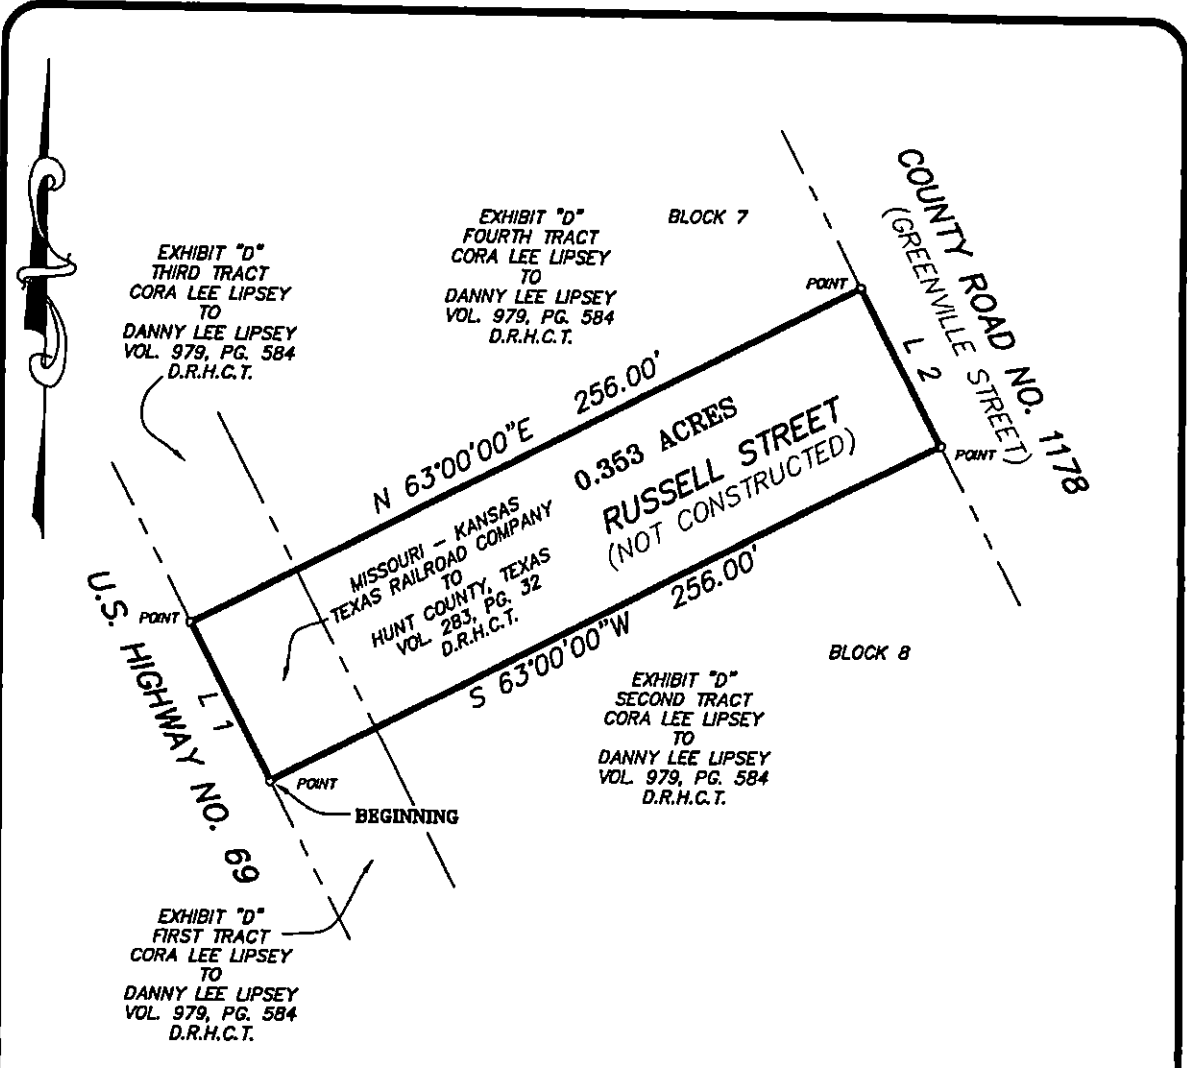 EXHIBIT "D"
THIRD TRACT
CORA LEE LIPSEY
TO
DANNY LEE LIPSEY
VOL. 979, PG. 584
D.R.H.C.T.
EXHIBIT "D"
FOURTH TRACT
CORA LEE LIPSEY
TO
DANNY LEE LIPSEY
VOL. 979, PG. 584
D.R.H.C.T.
BLOCK 7
COUNTY ROAD NO. 1178
(GREENVILLE STREET)
POINT
L 2
POINT
N 63°00'00"E 256.00'
0.353 ACRES
RUSSELL STREET
(NOT CONSTRUCTED)
MISSOURI - KANSAS
TEXAS RAILROAD COMPANY
TO
HUNT COUNTY, TEXAS
VOL. 283, PG. 32
D.R.H.C.T.
S 63°00'00"W 256.00'
POINT
U.S. HIGHWAY NO. 69
L 1
POINT
BEGINNING
BLOCK 8
EXHIBIT "D"
SECOND TRACT
CORA LEE LIPSEY
TO
DANNY LEE LIPSEY
VOL. 979, PG. 584
D.R.H.C.T.
EXHIBIT "D"
FIRST TRACT
CORA LEE LIPSEY
TO
DANNY LEE LIPSEY
VOL. 979, PG. 584
D.R.H.C.T.